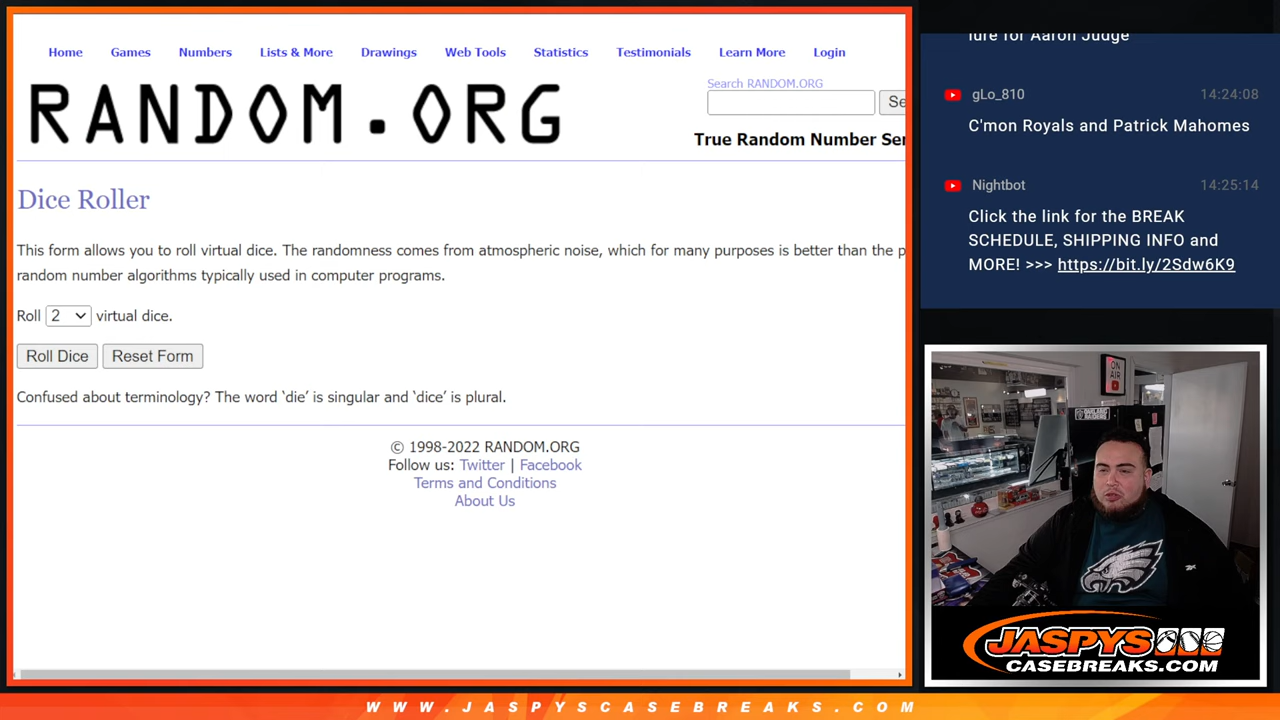 Home Games Numbers Lists & More Drawings Web Tools Statistics Testimonials Learn More Login
RANDOM.ORG
Search RANDOM.ORG
Se
True Random Number Ser
Dice Roller
This form allows you to roll virtual dice. The randomness comes from atmospheric noise, which for many purposes is better than the p
random number algorithms typically used in computer programs.
Roll 2 virtual dice.
Roll Dice Reset Form
Confused about terminology? The word ‘die’ is singular and ‘dice’ is plural.
© 1998-2022 RANDOM.ORG
Follow us: Twitter | Facebook
Terms and Conditions
About Us
lure for Aaron Judge
gLo_810 14:24:08
C'mon Royals and Patrick Mahomes
Nightbot 14:25:14
Click the link for the BREAK
SCHEDULE, SHIPPING INFO and
MORE! >>> https://bit.ly/2Sdw6K9
ON
AIR
JASPYS
CASEBREAKS.COM
WWW.JASPYSCASEBREAKS.COM